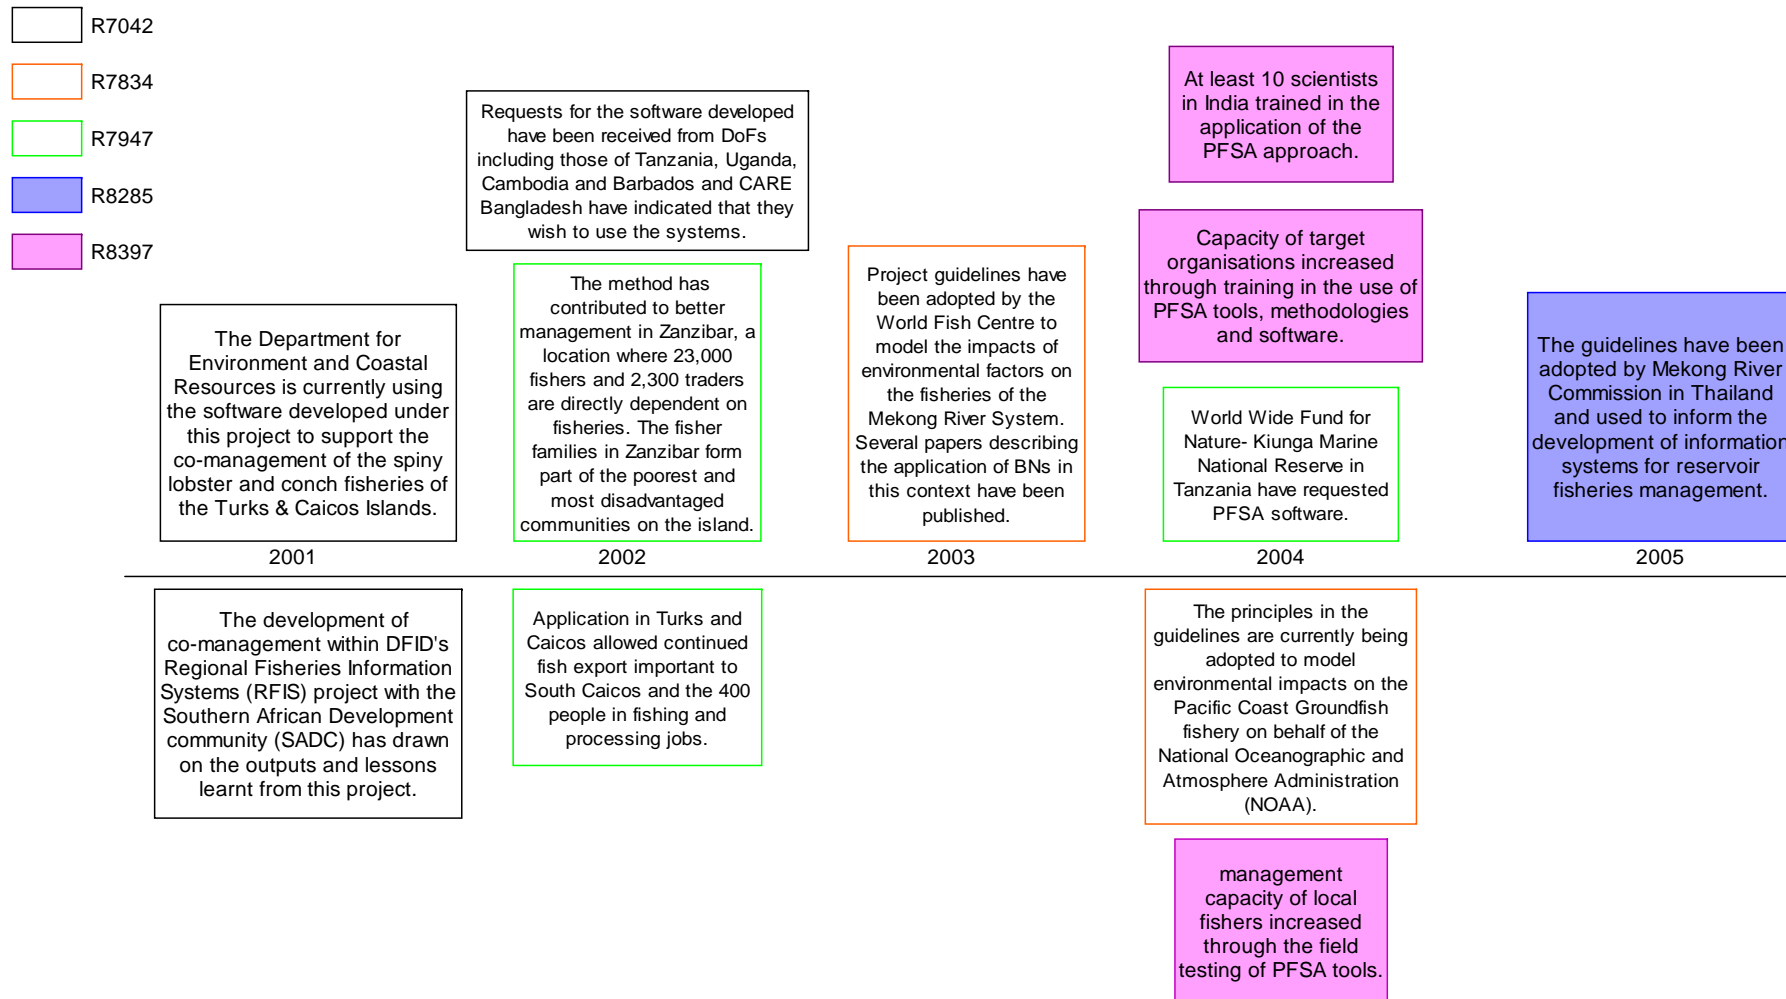 R7042
R7834
R7947
R8285
R8397
The Department for
Environment and Coastal
Resources is currently using
the software developed under
this project to support the
co-management of the spiny
lobster and conch fisheries of
the Turks & Caicos Islands.
Requests for the software developed
have been received from DoFs
including those of Tanzania, Uganda,
Cambodia and Barbados and CARE
Bangladesh have indicated that they
wish to use the systems.
The method has
contributed to better
management in Zanzibar, a
location where 23,000
fishers and 2,300 traders
are directly dependent on
fisheries. The fisher
families in Zanzibar form
part of the poorest and
most disadvantaged
communities on the island.
Project guidelines have
been adopted by the
World Fish Centre to
model the impacts of
environmental factors on
the fisheries of the
Mekong River System.
Several papers describing
the application of BNs in
this context have been
published.
At least 10 scientists
in India trained in the
application of the
PFSA approach.
Capacity of target
organisations increased
through training in the use of
PFSA tools, methodologies
and software.
World Wide Fund for
Nature- Kiunga Marine
National Reserve in
Tanzania have requested
PFSA software.
The guidelines have been
adopted by Mekong River
Commission in Thailand
and used to inform the
development of information
systems for reservoir
fisheries management.
2001
2002
2003
2004
2005
The development of
co-management within DFID's
Regional Fisheries Information
Systems (RFIS) project with the
Southern African Development
community (SADC) has drawn
on the outputs and lessons
learnt from this project.
Application in Turks and
Caicos allowed continued
fish export important to
South Caicos and the 400
people in fishing and
processing jobs.
The principles in the
guidelines are currently being
adopted to model
environmental impacts on the
Pacific Coast Groundfish
fishery on behalf of the
National Oceanographic and
Atmosphere Administration
(NOAA).
management
capacity of local
fishers increased
through the field
testing of PFSA tools.